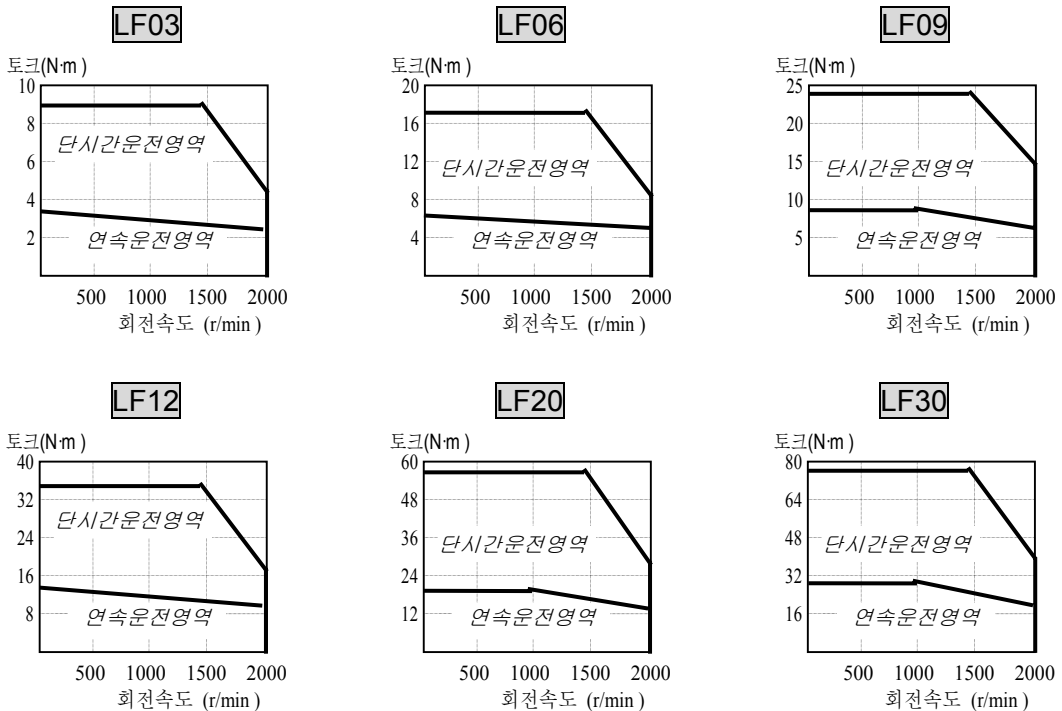 LF03
토크(N·m )
10
8
6
4
2
단시간운전영역
연속운전영역
500 1000 1500 2000
회전속도 (r/min )
LF06
토크(N·m )
20
16
12
8
4
단시간운전영역
연속운전영역
500 1000 1500 2000
회전속도 (r/min )
LF09
토크(N·m )
25
20
15
10
5
단시간운전영역
연속운전영역
500 1000 1500 2000
회전속도 (r/min )
LF12
토크(N·m )
40
32
24
16
8
단시간운전영역
연속운전영역
500 1000 1500 2000
회전속도 (r/min )
LF20
토크(N·m )
60
48
36
24
12
단시간운전영역
연속운전영역
500 1000 1500 2000
회전속도 (r/min )
LF30
토크(N·m )
80
64
48
32
16
단시간운전영역
연속운전영역
500 1000 1500 2000
회전속도 (r/min )